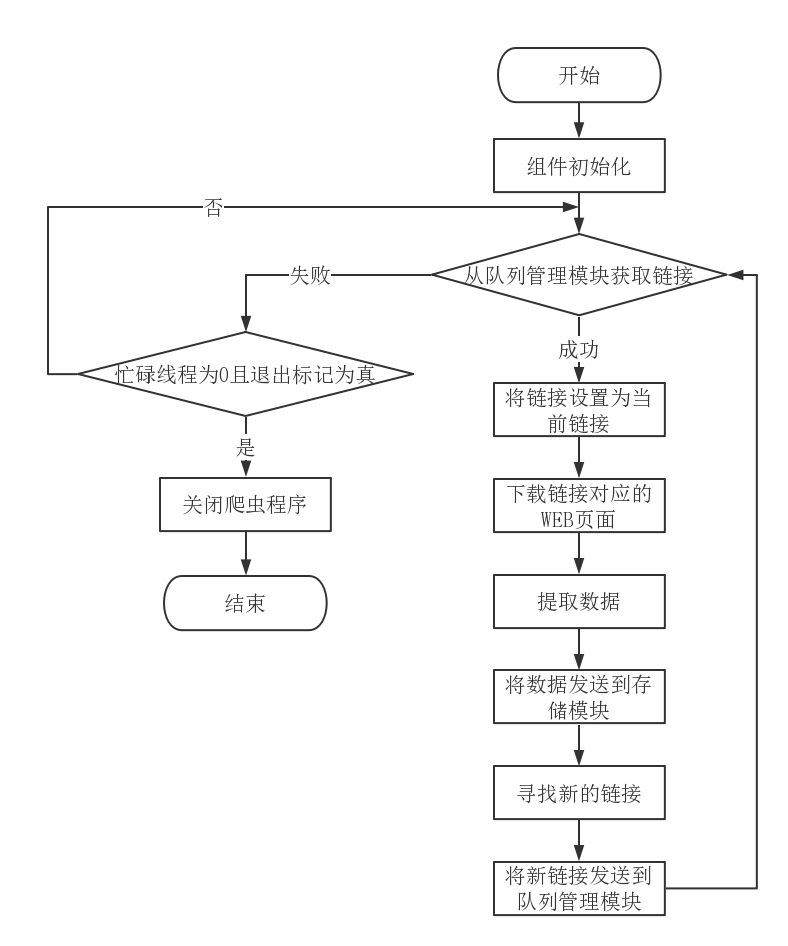 开始
组件初始化
否
从队列管理模块获取链接
失败
成功
忙碌线程为0且退出标记为真
将链接设置为当
前链接
是
下载链接对应的
WEB页面
关闭爬虫程序
提取数据
结束
将数据发送到存
储模块
寻找新的链接
将新链接发送到
队列管理模块